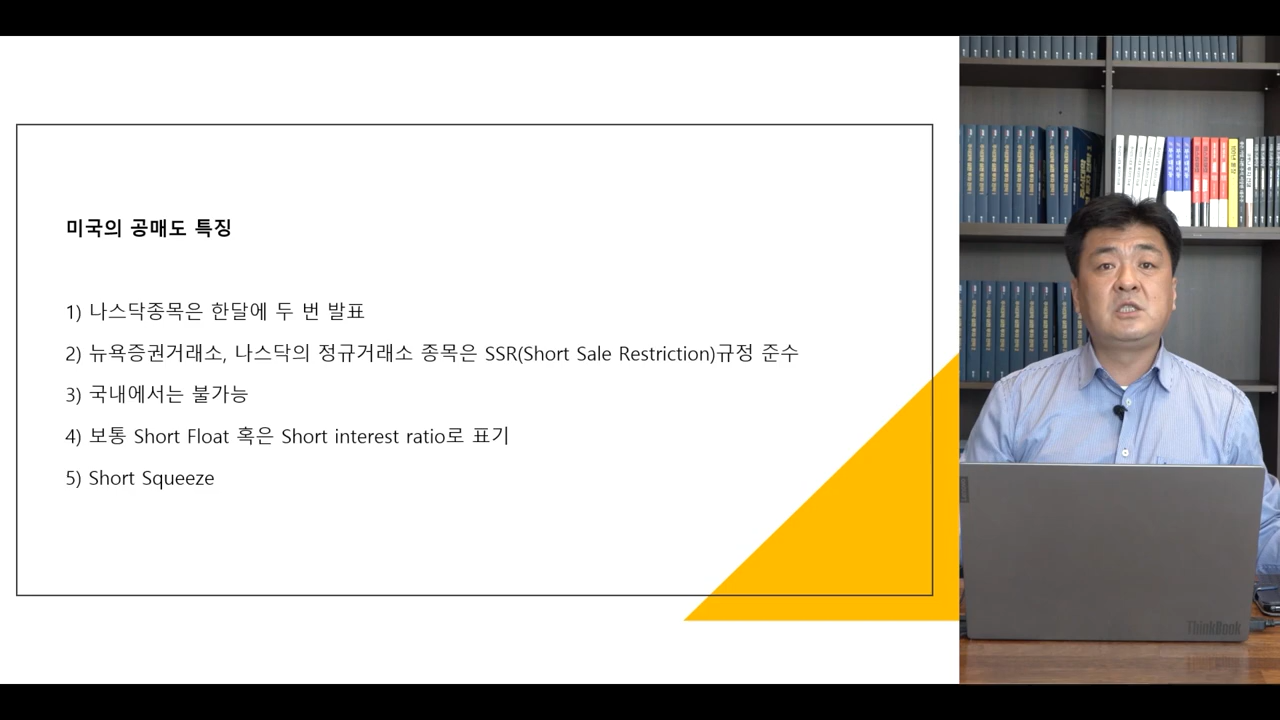 미국의 공매도 특징
1) 나스닥종목은 한달에 두 번 발표
2) 뉴욕증권거래소, 나스닥의 정규거래소 종목은 SSR(Short Sale Restriction)규정 준수
3) 국내에서는 불가능
4) 보통 Short Float 혹은 Short interest ratio로 표기
5) Short Squeeze
ThinkBook